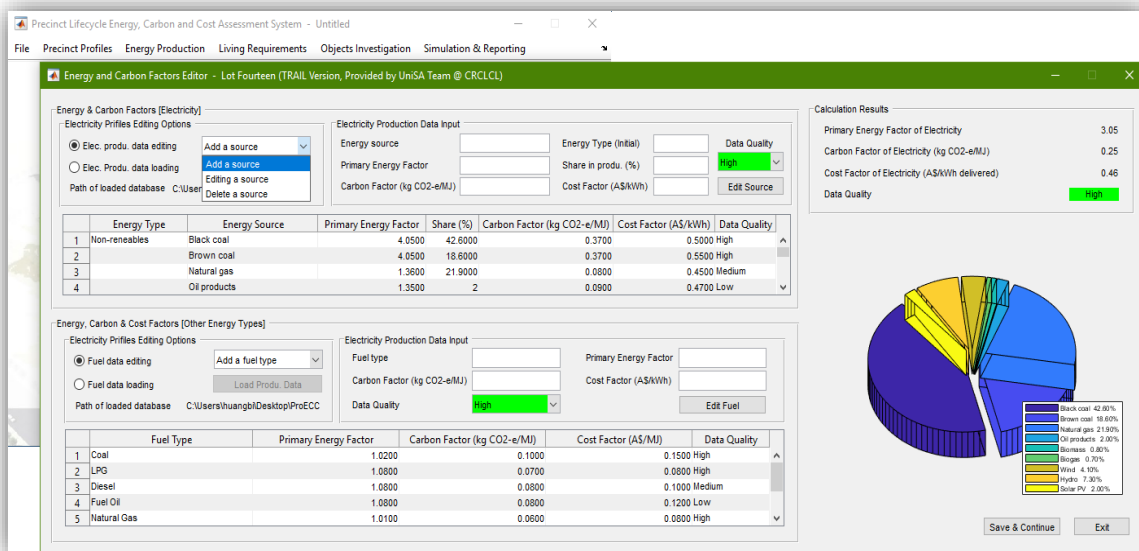 Precinct Lifecycle Energy, Carbon and Cost Assessment System - Untitled
File Precinct Profiles Energy Production Living Requirements Objects Investigation Simulation & Reporting
Energy and Carbon Factors Editor - Lot Fourteen (TRAIL Version, Provided by UniSA Team @ CRCLCL)
Energy & Carbon Factors [Electricity]
Electricity Prifiles Editing Options
Elec. produ. data editing Add a source
Elec. Produ. data loading
Add a source
Editing a source
Delete a source
Path of loaded database C:\User
Electricity Production Data Input
Energy source Energy Type (Initial) Data Quality
Primary Energy Factor Share in produ. (%) High
Carbon Factor (kg CO2-e/MJ) Cost Factor (A$/kWh) Edit Source
Energy Type Energy Source Primary Energy Factor Share (%) Carbon Factor (kg CO2-e/MJ) Cost Factor (A$/kWh) Data Quality
1 Non-reneables Black coal 4.0500 42.6000 0.3700 0.5000 High
2 Brown coal 4.0500 18.6000 0.3700 0.5500 High
3 Natural gas 1.3600 21.9000 0.0800 0.4500 Medium
4 Oil products 1.3500 2 0.0900 0.4700 Low
Energy, Carbon & Cost Factors [Other Energy Types]
Electricity Prifiles Editing Options
Fuel data editing Add a fuel type
Fuel data loading Load Produ. Data
Path of loaded database C:\Users\huangbi\Desktop\ProECC
Electricity Production Data Input
Fuel type Primary Energy Factor
Carbon Factor (kg CO2-e/MJ) Cost Factor (A$/kWh)
Data Quality High Edit Fuel
Fuel Type Primary Energy Factor Carbon Factor (kg CO2-e/MJ) Cost Factor (A$/MJ) Data Quality
1 Coal 1.0200 0.1000 0.1500 High
2 LPG 1.0800 0.0700 0.0800 High
3 Diesel 1.0800 0.0800 0.1000 Medium
4 Fuel Oil 1.0800 0.0800 0.1200 Low
5 Natural Gas 1.0100 0.0600 0.0800 High
Calculation Results
Primary Energy Factor of Electricity 3.05
Carbon Factor of Electricity (kg CO2-e/MJ) 0.25
Cost Factor of Electricity (A$/kWh delivered) 0.46
Data Quality High
Black coal 42.60%
Brown coal 18.60%
Natural gas 21.90%
Oil products 2.00%
Biomass 0.80%
Biogas 0.70%
Wind 4.10%
Hydro 7.30%
Solar PV 2.00%
Save & Continue Exit